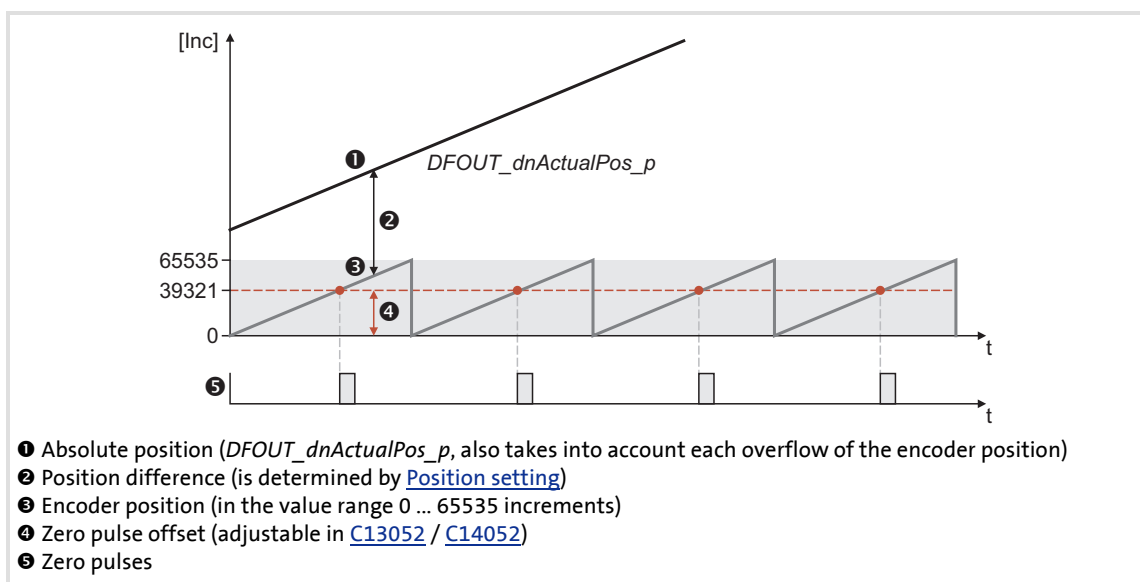 [Inc]
❶
DFOUT_dnActualPos_p
❷
65535
❸
39321
❹
0
t
❺
t
❶ Absolute position (DFOUT_dnActualPos_p, also takes into account each overflow of the encoder position)
❷ Position difference (is determined by Position setting)
❸ Encoder position (in the value range 0 ... 65535 increments)
❹ Zero pulse offset (adjustable in C13052 / C14052)
❺ Zero pulses